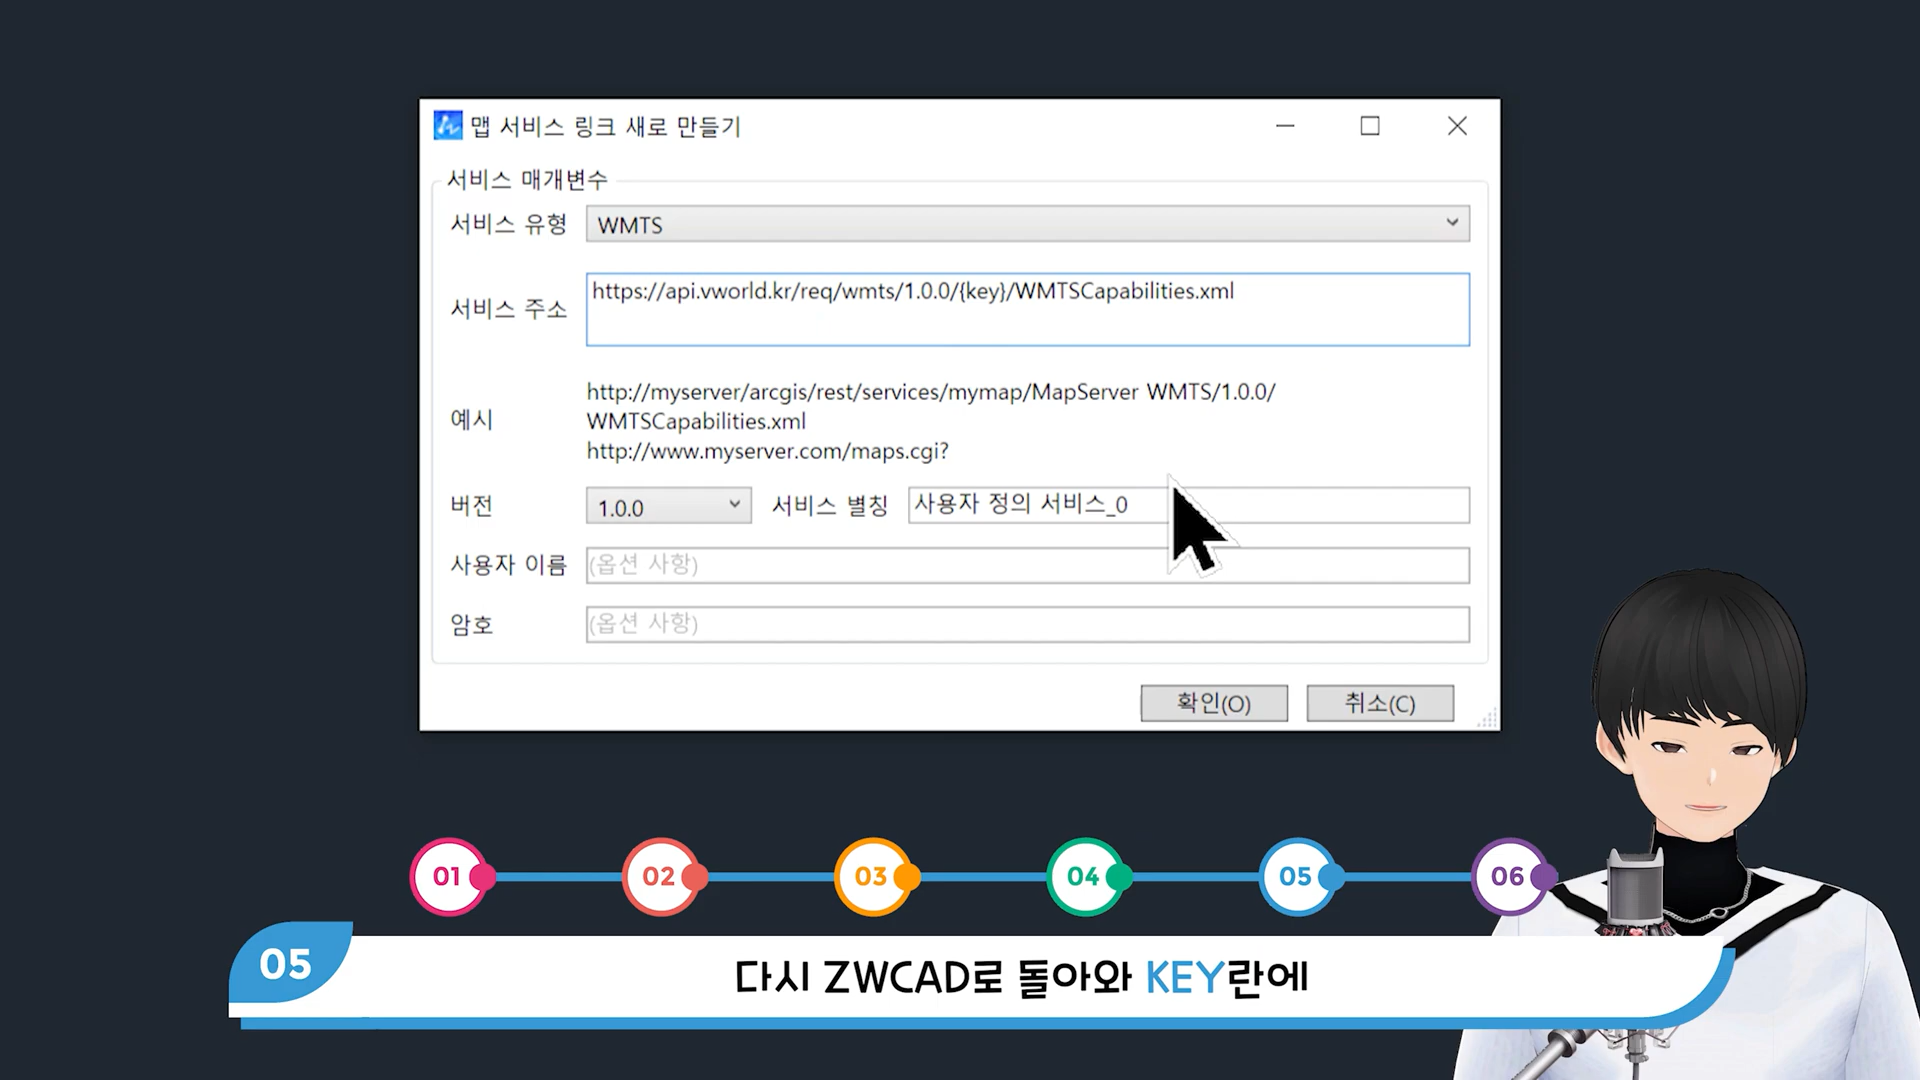 맵 서비스 링크 새로 만들기
서비스 매개변수
서비스 유형
WMTS
서비스 주소
https://api.vworld.kr/req/wmts/1.0.0/{key}/WMTSCapabilities.xml
예시
http://myserver/arcgis/rest/services/mymap/MapServer WMTS/1.0.0/
WMTSCapabilities.xml
http://www.myserver.com/maps.cgi?
버전
1.0.0
서비스 별칭
사용자 정의 서비스_0
사용자 이름
(옵션 사항)
암호
(옵션 사항)
확인(O)
취소(C)
01
02
03
04
05
06
05
다시 ZWCAD로 돌아와 KEY란에